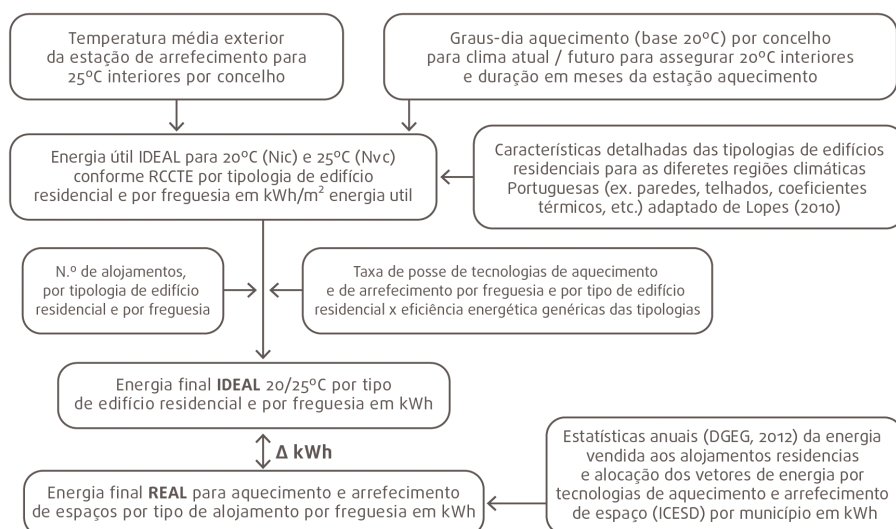 Temperatura média exterior
da estação de arrefecimento para
25ºC interiores por concelho
Graus-dia aquecimento (base 20ºC) por concelho
para clima atual / futuro para assegurar 20ºC interiores
e duração em meses da estação aquecimento
Energia útil IDEAL para 20ºC (Nic) e 25ºC (Nvc)
conforme RCCTE por tipologia de edifício
residencial e por freguesia em kWh/m² energia util
Características detalhadas das tipologias de edifícios
residenciais para as diferetes regiões climáticas
Portuguesas (ex. paredes, telhados, coeficientes
térmicos, etc.) adaptado de Lopes (2010)
N.º de alojamentos,
por tipologia de edifício
residencial e por freguesia
Taxa de posse de tecnologias de aquecimento
e de arrefecimento por freguesia e por tipo de edifício
residencial x eficiência energética genéricas das tipologias
Energia final IDEAL 20/25ºC por tipo
de edifício residencial e por freguesia em kWh
Δ kWh
Energia final REAL para aquecimento e arrefecimento
de espaços por tipo de alojamento por freguesia em kWh
Estatísticas anuais (DGEG, 2012) da energia
vendida aos alojamentos residencias
e alocação dos vetores de energia por
tecnologias de aquecimento e arrefecimento
de espaço (ICESD) por município em kWh